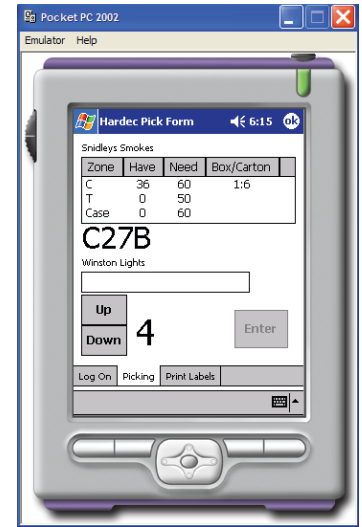 Pocket PC 2002
Emulator Help
Hardec Pick Form 6:15 ok
Snidleys Smokes
Zone Have Need Box/Carton
C 36 60 1:6
T 0 50
Case 0 60
C27B
Winston Lights
Up
Down
4
Enter
Log On Picking Print Labels